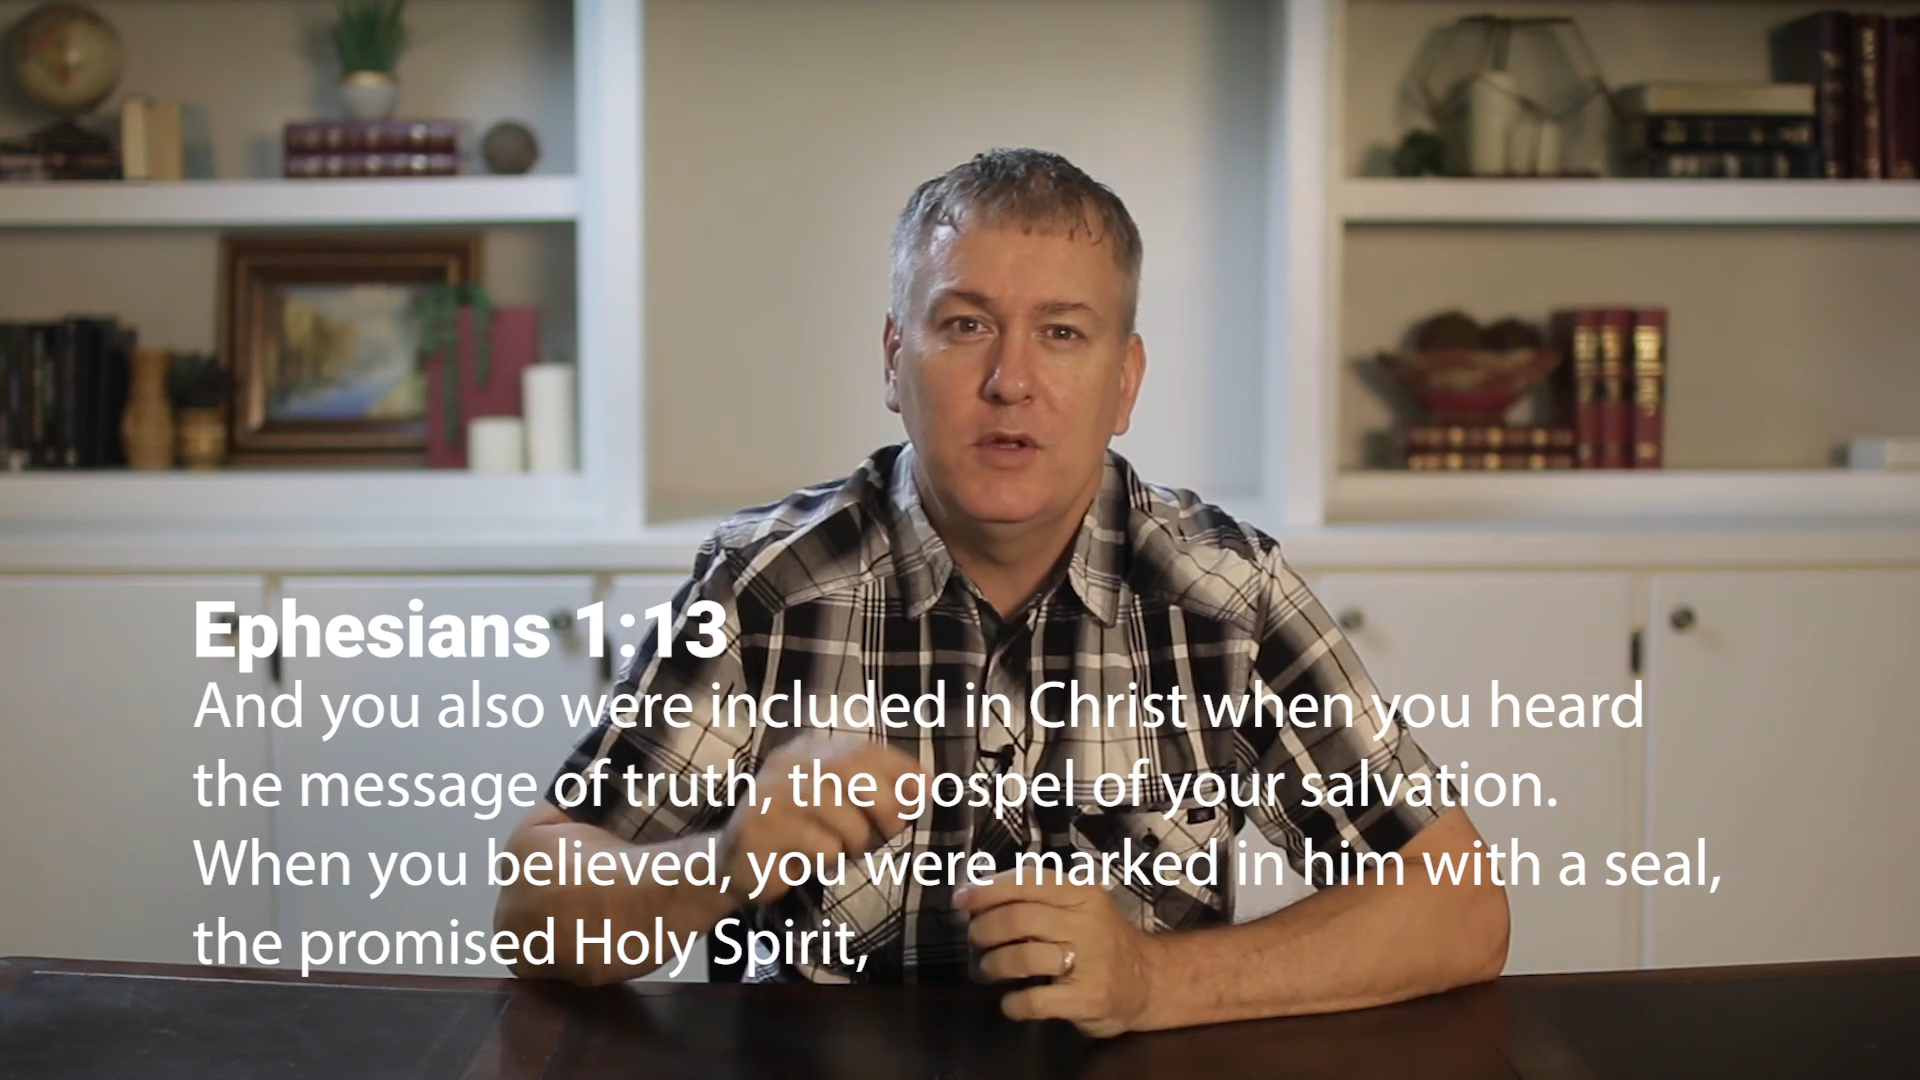 Ephesians 1:13
And you also were included in Christ when you heard
the message of truth, the gospel of your salvation.
When you believed, you were marked in him with a seal,
the promised Holy Spirit,